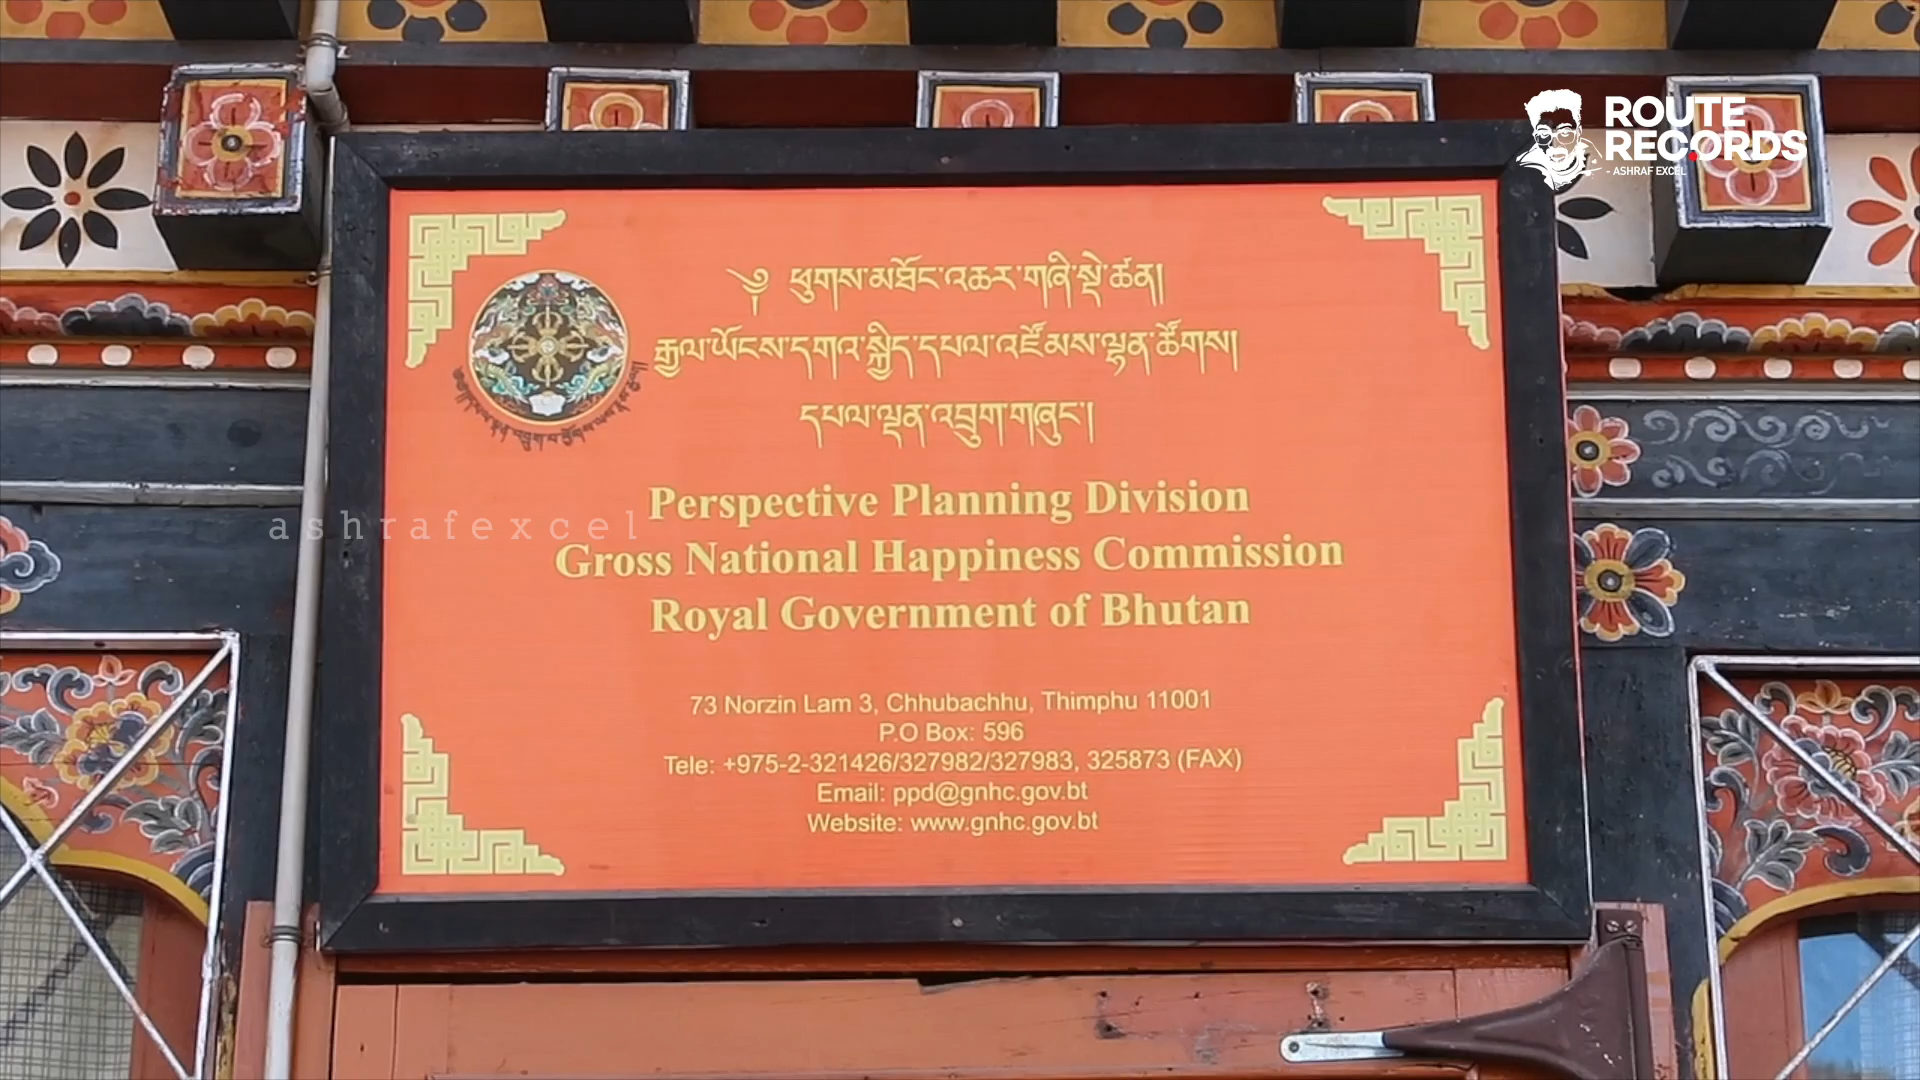 ROUTE
RECORDS
- ASHRAF EXCEL
༄༅། ཕུགས་མཐོང་འཆར་གཞི་སྡེ་ཚན།
རྒྱལ་ཡོངས་དགའ་སྐྱིད་དཔལ་འཛོམས་ལྷན་ཚོགས།
དཔལ་ལྡན་འབྲུག་གཞུང་།
Perspective Planning Division
ashrafexcel
Gross National Happiness Commission
Royal Government of Bhutan
73 Norzin Lam 3, Chhubachhu, Thimphu 11001
P.O Box: 596
Tele: +975-2-321426/327982/327983, 325873 (FAX)
Email: ppd@gnhc.gov.bt
Website: www.gnhc.gov.bt